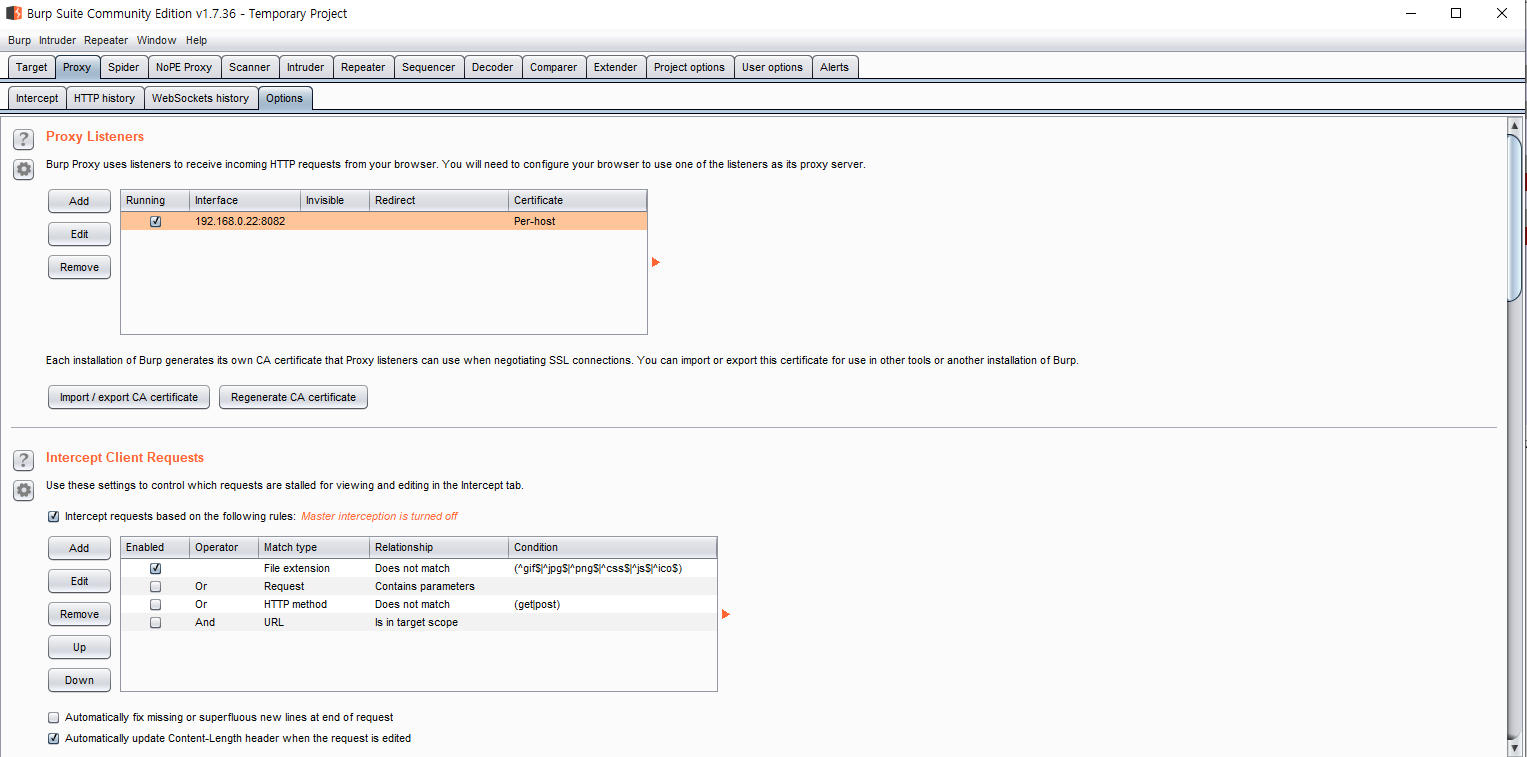 Burp Suite Community Edition v1.7.36 - Temporary Project
Burp Intruder Repeater Window Help
Target Proxy Spider NoPE Proxy Scanner Intruder Repeater Sequencer Decoder Comparer Extender Project options User options Alerts
Intercept HTTP history WebSockets history Options
? Proxy Listeners
Burp Proxy uses listeners to receive incoming HTTP requests from your browser. You will need to configure your browser to use one of the listeners as its proxy server.
Add Running Interface Invisible Redirect Certificate
192.168.0.22:8082 Per-host
Edit
Remove
Each installation of Burp generates its own CA certificate that Proxy listeners can use when negotiating SSL connections. You can import or export this certificate for use in other tools or another installation of Burp.
Import / export CA certificate Regenerate CA certificate
? Intercept Client Requests
Use these settings to control which requests are stalled for viewing and editing in the Intercept tab.
Intercept requests based on the following rules: Master interception is turned off
Add Enabled Operator Match type Relationship Condition
File extension Does not match (^gif$|^jpg$|^png$|^css$|^js$|^ico$)
Edit Or Request Contains parameters
Or HTTP method Does not match (get|post)
Remove And URL Is in target scope
Up
Down
Automatically fix missing or superfluous new lines at end of request
Automatically update Content-Length header when the request is edited